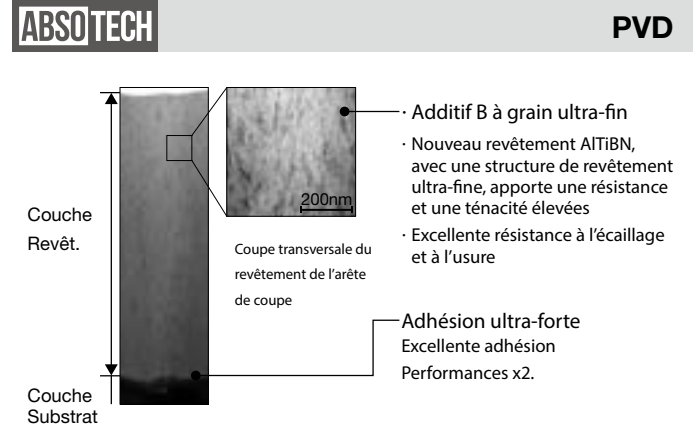 ABSOTECH
PVD
· Additif B à grain ultra-fin
· Nouveau revêtement AlTiBN,
avec une structure de revêtement
ultra-fine, apporte une résistance
et une ténacité élevées
· Excellente résistance à l'écaillage
et à l'usure
200nm
Couche
Revêt.
Coupe transversale du
revêtement de l'arête
de coupe
Adhésion ultra-forte
Excellente adhésion
Performances x2.
Couche
Substrat